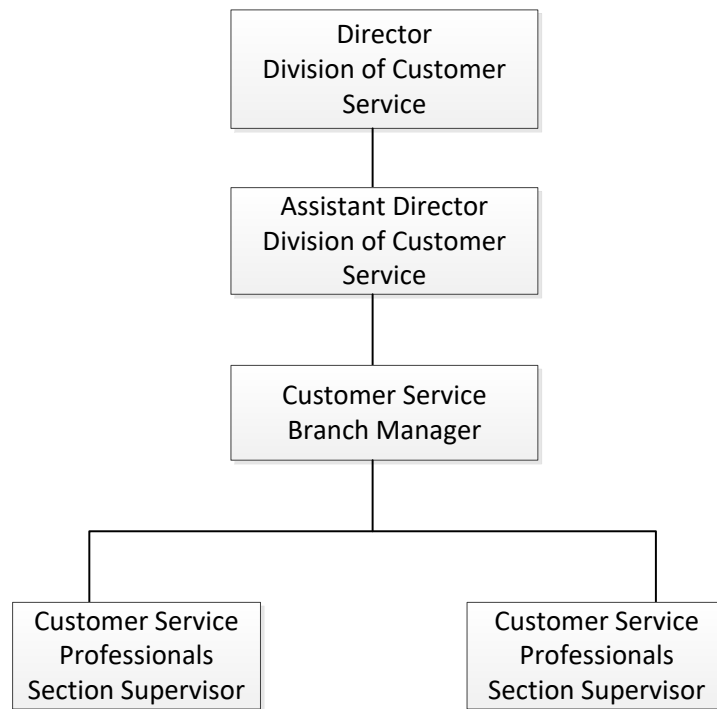 Director
Division of Customer
Service
Assistant Director
Division of Customer
Service
Customer Service
Branch Manager
Customer Service
Professionals
Section Supervisor
Customer Service
Professionals
Section Supervisor